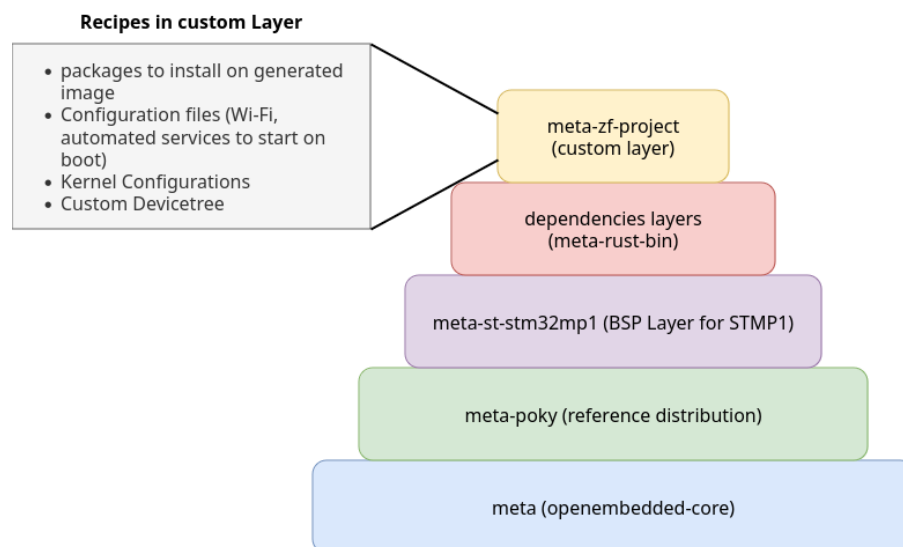 Recipes in custom Layer
• packages to install on generated
image
• Configuration files (Wi-Fi,
automated services to start on
boot)
• Kernel Configurations
• Custom Devicetree
meta-zf-project
(custom layer)
dependencies layers
(meta-rust-bin)
meta-st-stm32mp1 (BSP Layer for STMP1)
meta-poky (reference distribution)
meta (openembedded-core)